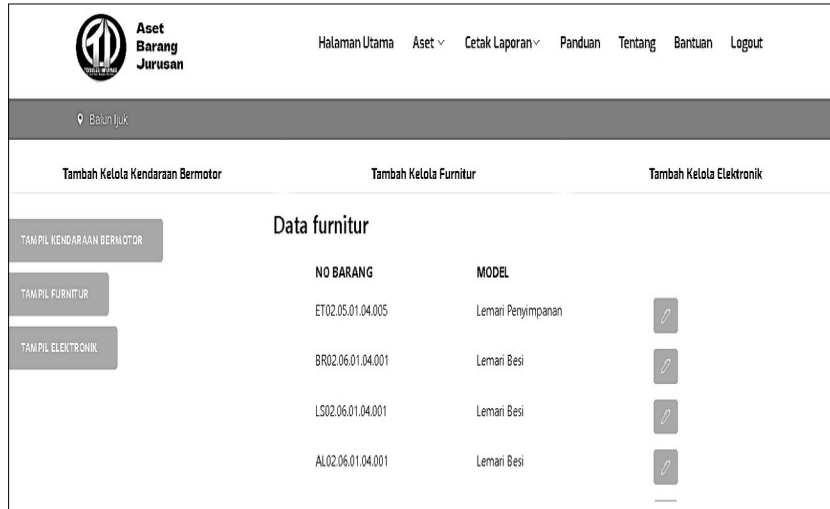 Aset
Barang
Jurusan
Halaman Utama Aset Cetak Laporan Panduan Tentang Bantuan Logout
Balun Ijuk
Tambah Kelola Kendaraan Bermotor Tambah Kelola Furnitur Tambah Kelola Elektronik
TAMPIL KENDARAAN BERMOTOR
TAMPIL FURNITUR
TAMPIL ELEKTRONIK
Data furnitur
NO BARANG MODEL
ET02.05.01.04.005 Lemari Penyimpanan
BR02.06.01.04.001 Lemari Besi
LS02.06.01.04.001 Lemari Besi
AL02.06.01.04.001 Lemari Besi